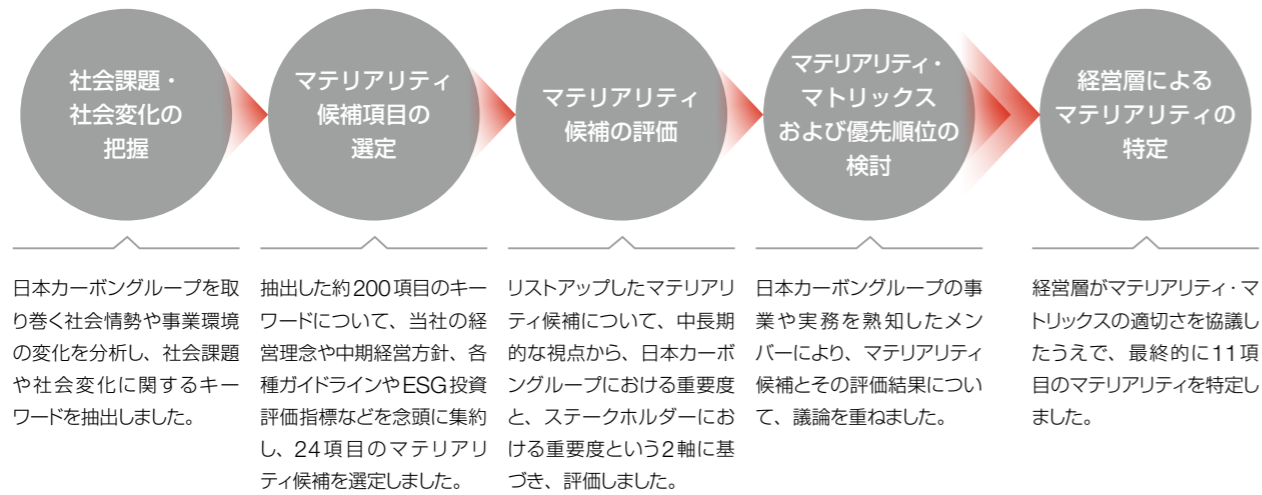 社会課題・
社会変化の
把握
マテリアリティ
候補項目の
選定
マテリアリティ
候補の評価
マテリアリティ・
マトリックス
および優先順位の
検討
経営層による
マテリアリティの
特定
日本カーボングループを取
り巻く社会情勢や事業環境
の変化を分析し、社会課題
や社会変化に関するキー
ワードを抽出しました。
抽出した約200項目のキー
ワードについて、当社の経
営理念や中期経営方針、各
種ガイドラインやESG投資
評価指標などを念頭に集約
し、24項目のマテリアリ
ティ候補を選定しました。
リストアップしたマテリアリ
ティ候補について、中長期
的な視点から、日本カーボ
ングループにおける重要度
と、ステークホルダーにお
ける重要度という2軸に基
づき、評価しました。
日本カーボングループの事
業や実務を熟知したメン
バーにより、マテリアリティ
候補とその評価結果につい
て、議論を重ねました。
経営層がマテリアリティ・マ
トリックスの適切さを協議し
たうえで、最終的に11項
目のマテリアリティを特定し
ました。